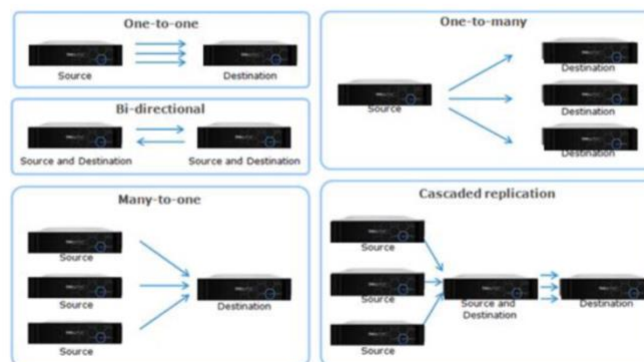 One-to-one
Source
Destination
Bi-directional
Source and Destination
Source and Destination
Many-to-one
Source
Source
Source
Destination
One-to-many
Source
Destination
Destination
Destination
Cascaded replication
Source
Source
Source
Source and
Destination
Destination